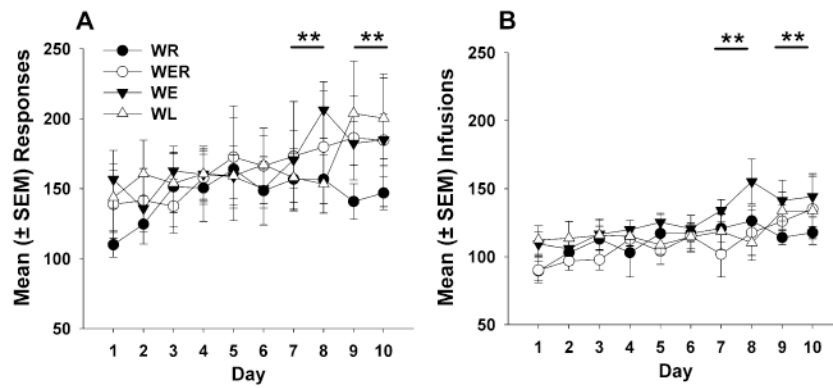 A
** **
250
200
150
100
50
Mean (± SEM) Responses
WR
WER
WE
WL
1 2 3 4 5 6 7 8 9 10
Day
B
** **
250
200
150
100
50
Mean (± SEM) Infusions
1 2 3 4 5 6 7 8 9 10
Day